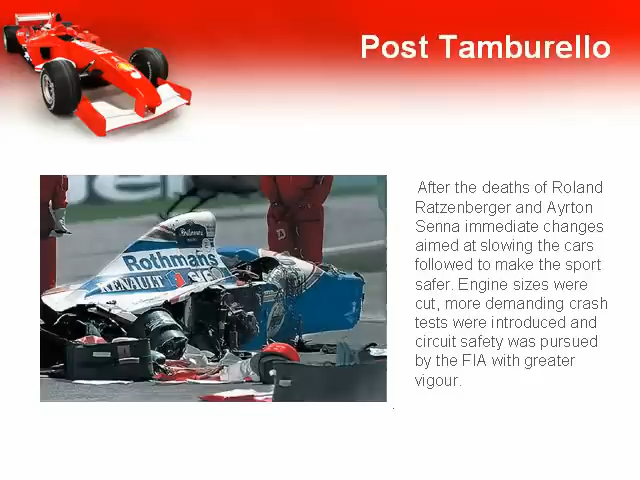 Post Tamburello
After the deaths of Roland
Ratzenberger and Ayrton
Senna immediate changes
aimed at slowing the cars
followed to make the sport
safer. Engine sizes were
cut, more demanding crash
tests were introduced and
circuit safety was pursued
by the FIA with greater
vigour.
Rothmans
Rothmans
RENAULT